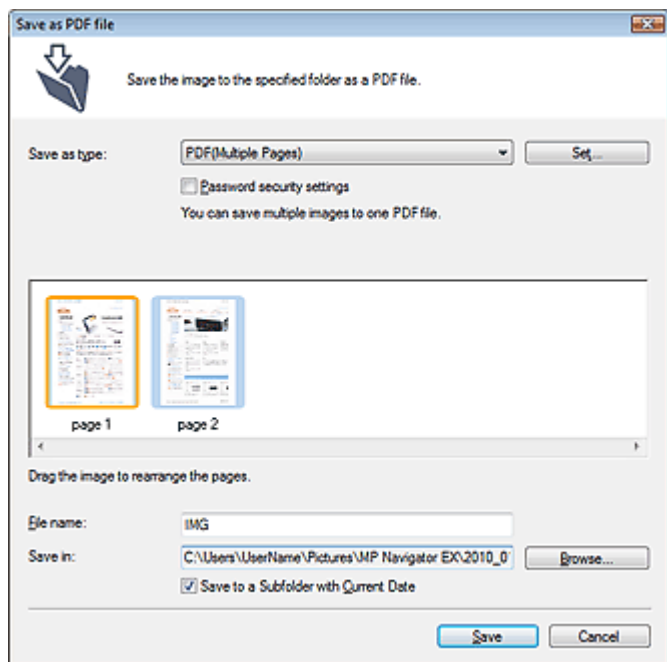 Save as PDF file
Save the image to the specified folder as a PDF file.
Save as type:
PDF(Multiple Pages)
Set...
Password security settings
You can save multiple images to one PDF file.
page 1
page 2
Drag the image to rearrange the pages.
File name:
IMG
Save in:
C:\Users\UserName\Pictures\MP Navigator EX\2010_0
Browse...
Save to a Subfolder with Current Date
Save
Cancel